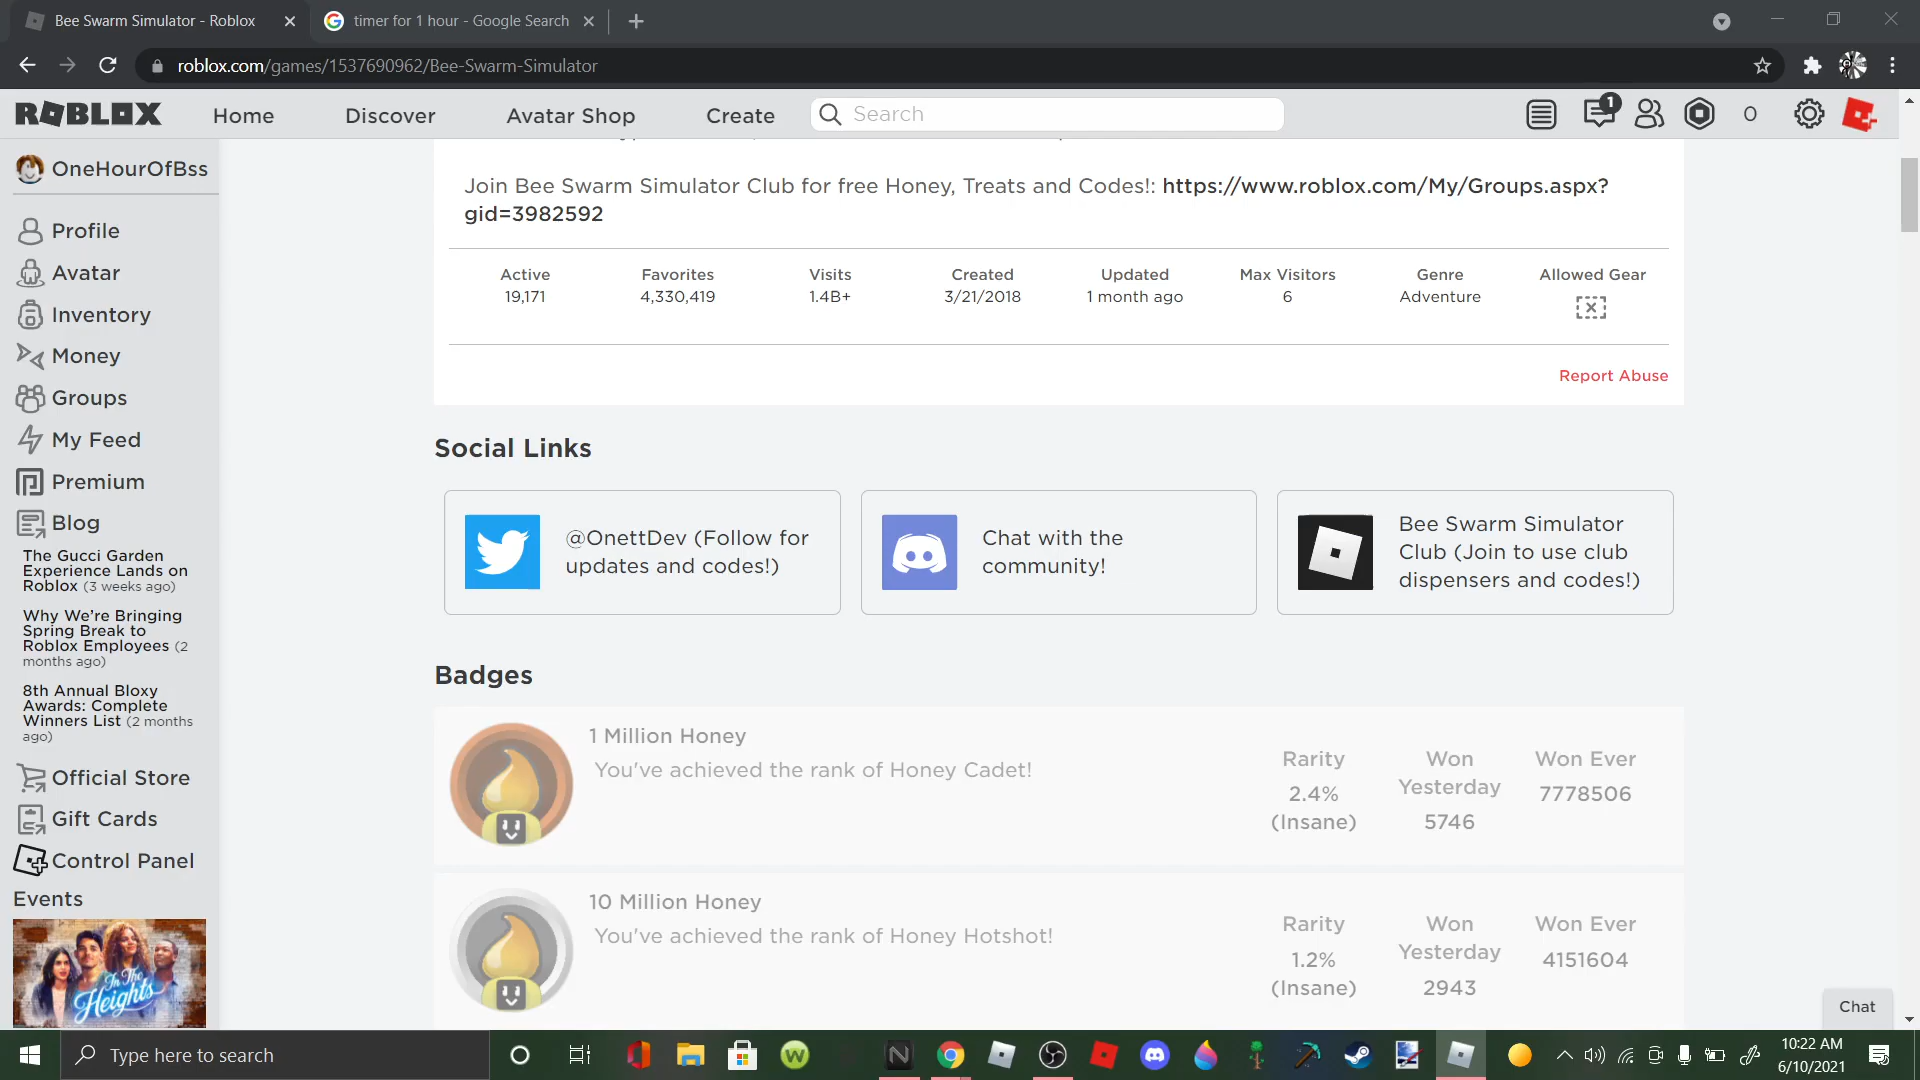 Bee Swarm Simulator - Roblox
timer for 1 hour - Google Search
roblox.com/games/1537690962/Bee-Swarm-Simulator
ROBLOX
Home
Discover
Avatar Shop
Create
Search
1
0
OneHourOfBss
Profile
Avatar
Inventory
Money
Groups
My Feed
Premium
Blog
The Gucci Garden
Experience Lands on
Roblox (3 weeks ago)
Why We're Bringing
Spring Break to
Roblox Employees (2
months ago)
8th Annual Bloxy
Awards: Complete
Winners List (2 months
ago)
Official Store
Gift Cards
Control Panel
Events
In The
Heights
Join Bee Swarm Simulator Club for free Honey, Treats and Codes!: https://www.roblox.com/My/Groups.aspx?
gid=3982592
Active
19,171
Favorites
4,330,419
Visits
1.4B+
Created
3/21/2018
Updated
1 month ago
Max Visitors
6
Genre
Adventure
Allowed Gear
Report Abuse
Social Links
@OnettDev (Follow for
updates and codes!)
Chat with the
community!
Bee Swarm Simulator
Club (Join to use club
dispensers and codes!)
Badges
1 Million Honey
You've achieved the rank of Honey Cadet!
Rarity
2.4%
(Insane)
Won
Yesterday
5746
Won Ever
7778506
10 Million Honey
You've achieved the rank of Honey Hotshot!
Rarity
1.2%
(Insane)
Won
Yesterday
2943
Won Ever
4151604
Chat
Type here to search
10:22 AM
6/10/2021